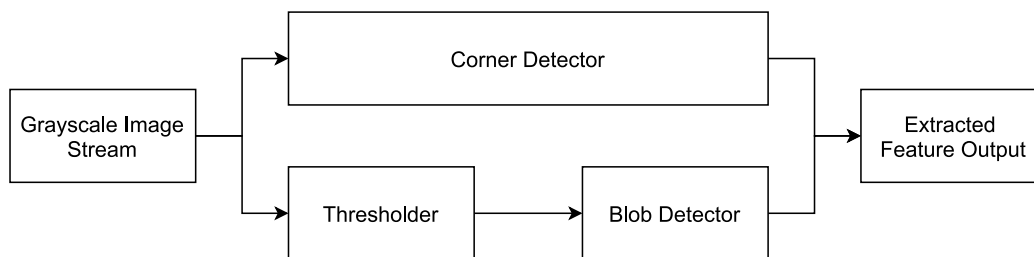 Corner Detector
Grayscale Image
Stream
Extracted
Feature Output
Thresholder
Blob Detector